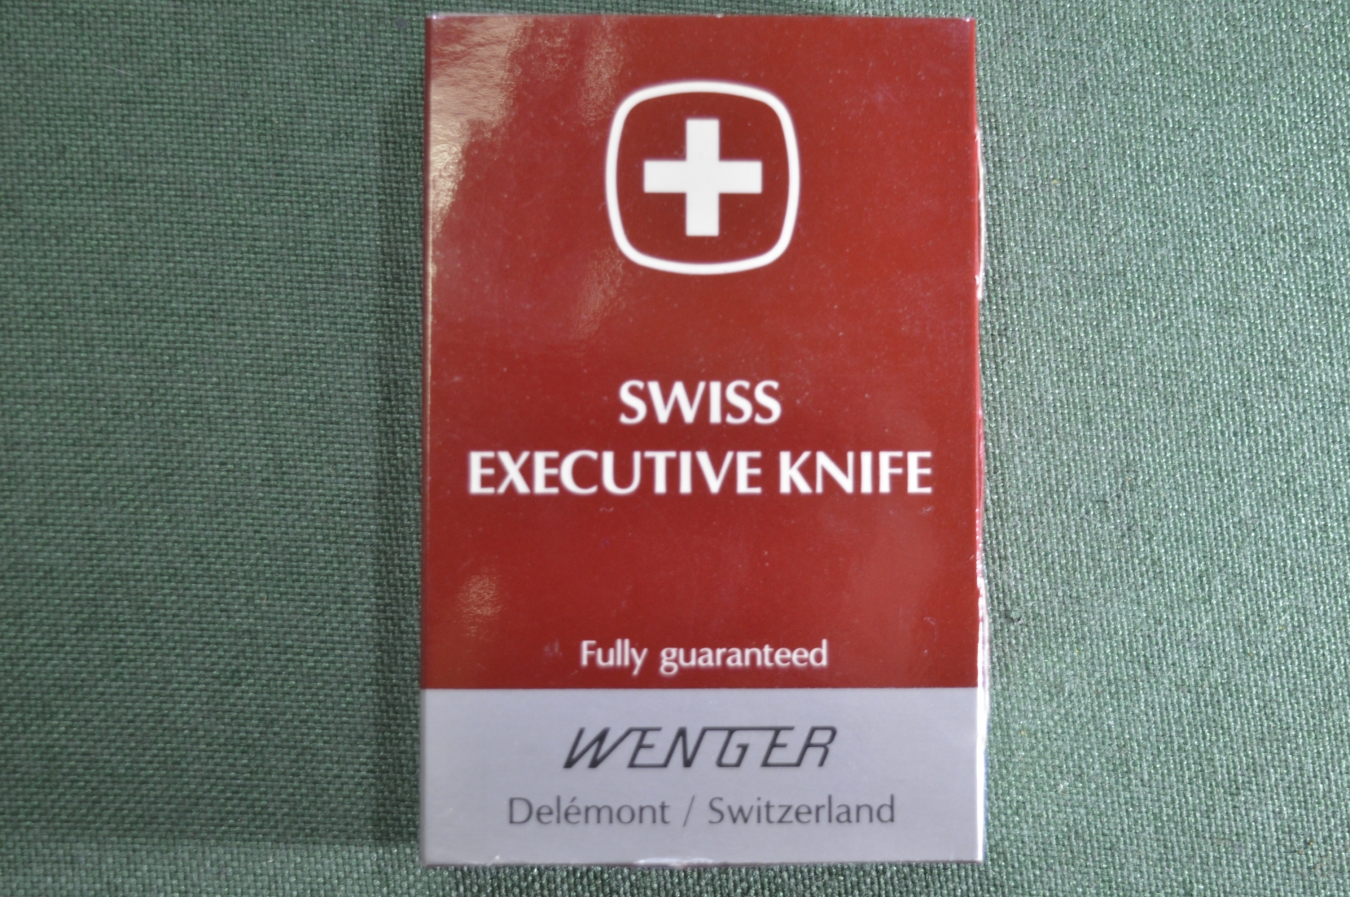 SWISS
EXECUTIVE KNIFE
Fully guaranteed
WENGER
Delémont / Switzerland